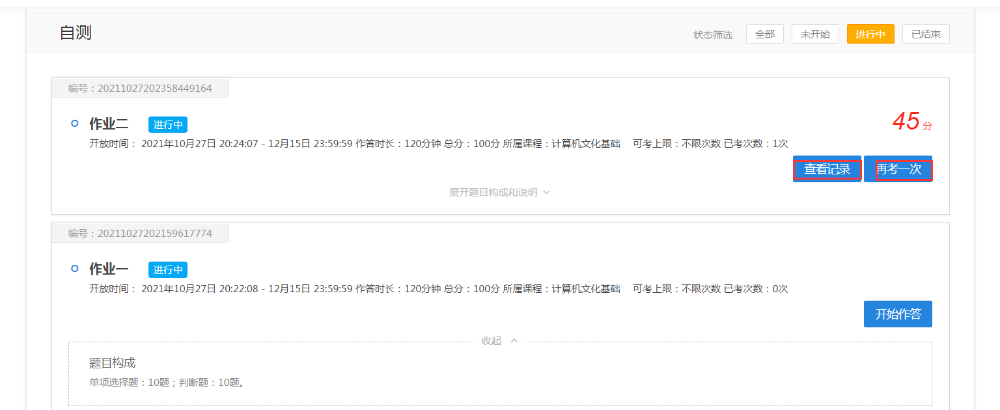 自测
状态筛选 全部 未开始 进行中 已结束
编号：20211027202358449164
作业二 进行中 45 分
开放时间： 2021年10月27日 20:24:07 - 12月15日 23:59:59 作答时长：120分钟 总分：100分 所属课程：计算机文化基础 可考上限：不限次数 已考次数：1次
查看记录 再考一次
展开题目构成和说明
编号：20211027202159617774
作业一 进行中
开放时间： 2021年10月27日 20:22:08 - 12月15日 23:59:59 作答时长：120分钟 总分：100分 所属课程：计算机文化基础 可考上限：不限次数 已考次数：0次
开始作答
收起
题目构成
单项选择题：10题；判断题：10题。